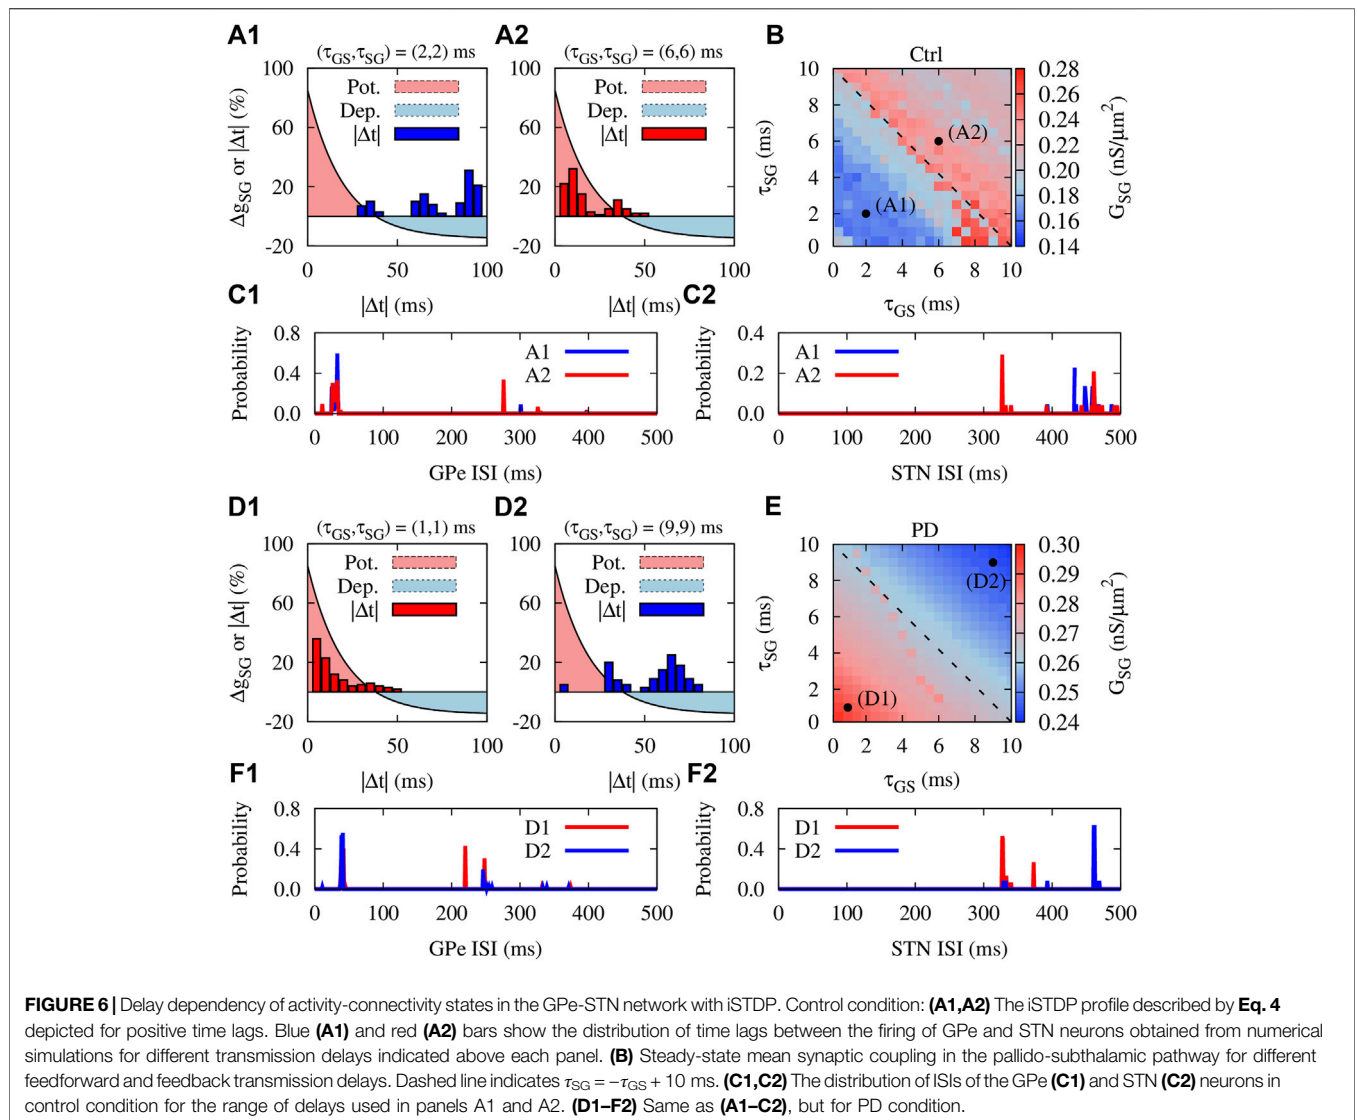 A1
(τGS,τSG) = (2,2) ms
ΔgSG or |Δt| (%)
100
60
20
-20
Pot.
Dep.
|Δt|
0
50
100
|Δt| (ms)
A2
(τGS,τSG) = (6,6) ms
100
60
20
-20
Pot.
Dep.
|Δt|
0
50
100
|Δt| (ms)
B
Ctrl
τSG (ms)
10
8
6
4
2
0
(A2)
(A1)
2
4
6
8
10
τGS (ms)
0.28
0.26
0.24
0.22
0.20
0.18
0.16
0.14
GSG (nS/μm²)
C1
Probability
0.8
0.4
0.0
A1
A2
0
100
200
300
400
500
GPe ISI (ms)
C2
Probability
0.4
0.2
0.0
A1
A2
100
200
300
400
500
STN ISI (ms)
D1
(τGS,τSG) = (1,1) ms
ΔgSG or |Δt| (%)
100
60
20
-20
Pot.
Dep.
|Δt|
0
50
100
|Δt| (ms)
D2
(τGS,τSG) = (9,9) ms
100
60
20
-20
Pot.
Dep.
|Δt|
0
50
100
|Δt| (ms)
E
PD
τSG (ms)
10
8
6
4
2
0
(D2)
(D1)
2
4
6
8
10
τGS (ms)
0.30
0.29
0.28
0.27
0.26
0.25
0.24
GSG (nS/μm²)
F1
Probability
0.8
0.4
0.0
D1
D2
0
100
200
300
400
500
GPe ISI (ms)
F2
Probability
0.8
0.4
0.0
D1
D2
100
200
300
400
500
STN ISI (ms)
FIGURE 6 | Delay dependency of activity-connectivity states in the GPe-STN network with iSTDP. Control condition: (A1,A2) The iSTDP profile described by Eq. 4
depicted for positive time lags. Blue (A1) and red (A2) bars show the distribution of time lags between the firing of GPe and STN neurons obtained from numerical
simulations for different transmission delays indicated above each panel. (B) Steady-state mean synaptic coupling in the pallido-subthalamic pathway for different
feedforward and feedback transmission delays. Dashed line indicates τSG = −τGS + 10 ms. (C1,C2) The distribution of ISIs of the GPe (C1) and STN (C2) neurons in
control condition for the range of delays used in panels A1 and A2. (D1–F2) Same as (A1–C2), but for PD condition.